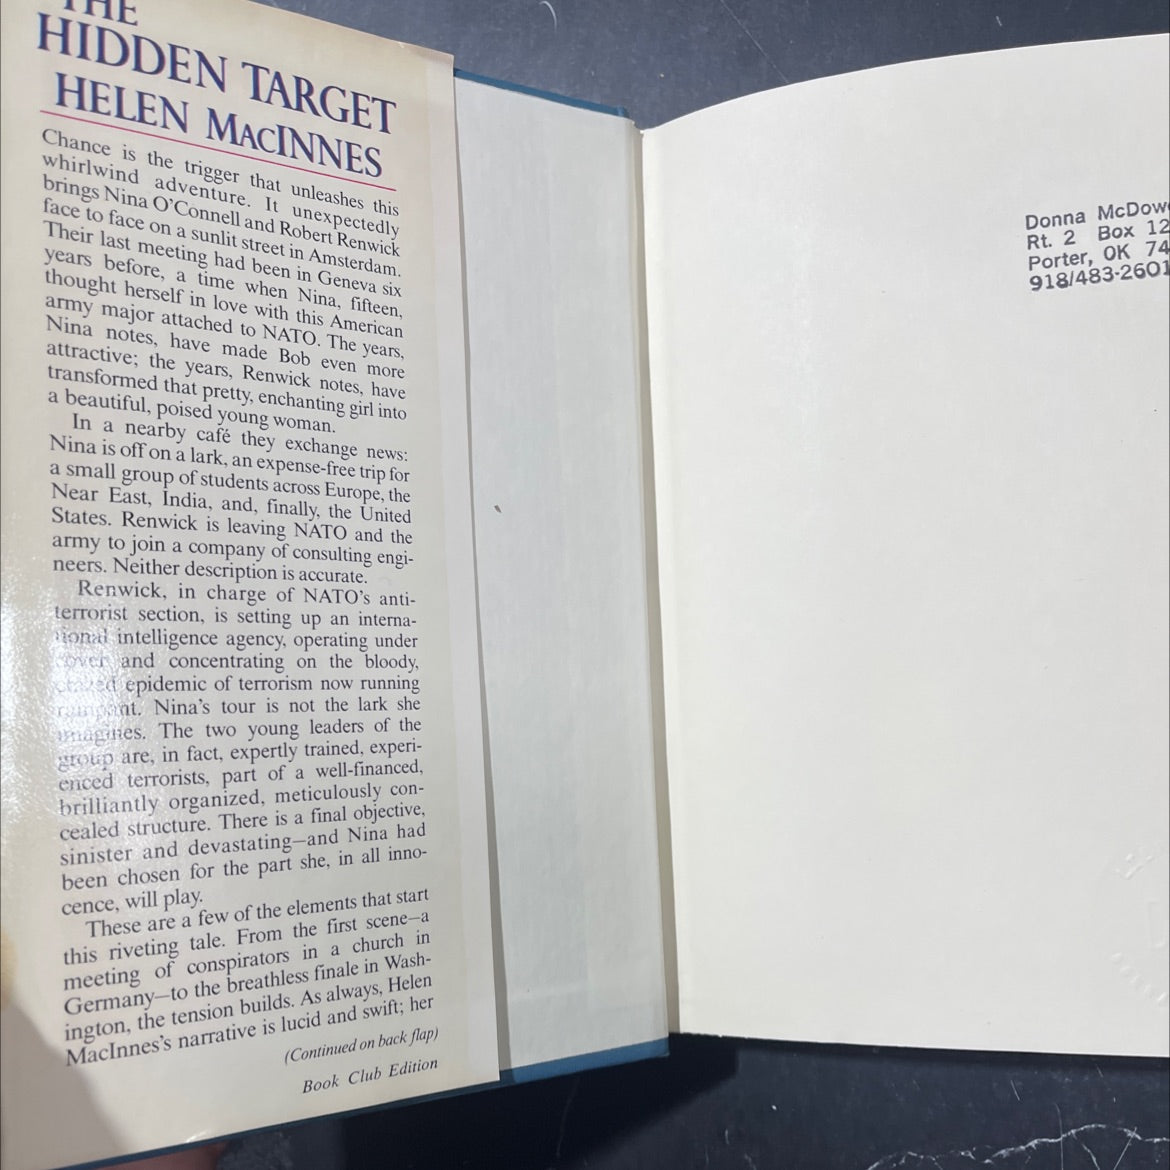 THE
HIDDEN TARGET
HELEN MACINNES
Chance is the trigger that unleashes this
whirlwind adventure. It unexpectedly
brings Nina O'Connell and Robert Renwick
face to face on a sunlit street in Amsterdam.
Their last meeting had been in Geneva six
years before, a time when Nina, fifteen,
thought herself in love with this American
army major attached to NATO. The years,
Nina notes, have made Bob even more
attractive; the years, Renwick notes, have
transformed that pretty, enchanting girl into
a beautiful, poised young woman.
In a nearby café they exchange news:
Nina is off on a lark, an expense-free trip for
a small group of students across Europe, the
Near East, India, and, finally, the United
States. Renwick is leaving NATO and the
army to join a company of consulting engi-
neers. Neither description is accurate.
Renwick, in charge of NATO's anti-
terrorist section, is setting up an interna-
tional intelligence agency, operating under
cover and concentrating on the bloody,
crazed epidemic of terrorism now running
rampant. Nina's tour is not the lark she
imagines. The two young leaders of the
group are, in fact, expertly trained, experi-
enced terrorists, part of a well-financed,
brilliantly organized, meticulously con-
cealed structure. There is a final objective,
sinister and devastating—and Nina had
been chosen for the part she, in all inno-
cence, will play.
These are a few of the elements that start
this riveting tale. From the first scene—a
meeting of conspirators in a church in
Germany—to the breathless finale in Wash-
ington, the tension builds. As always, Helen
MacInnes's narrative is lucid and swift; her
(Continued on back flap)
Book Club Edition
Donna McDow
Rt. 2 Box 12
Porter, OK 74
918/483-2601